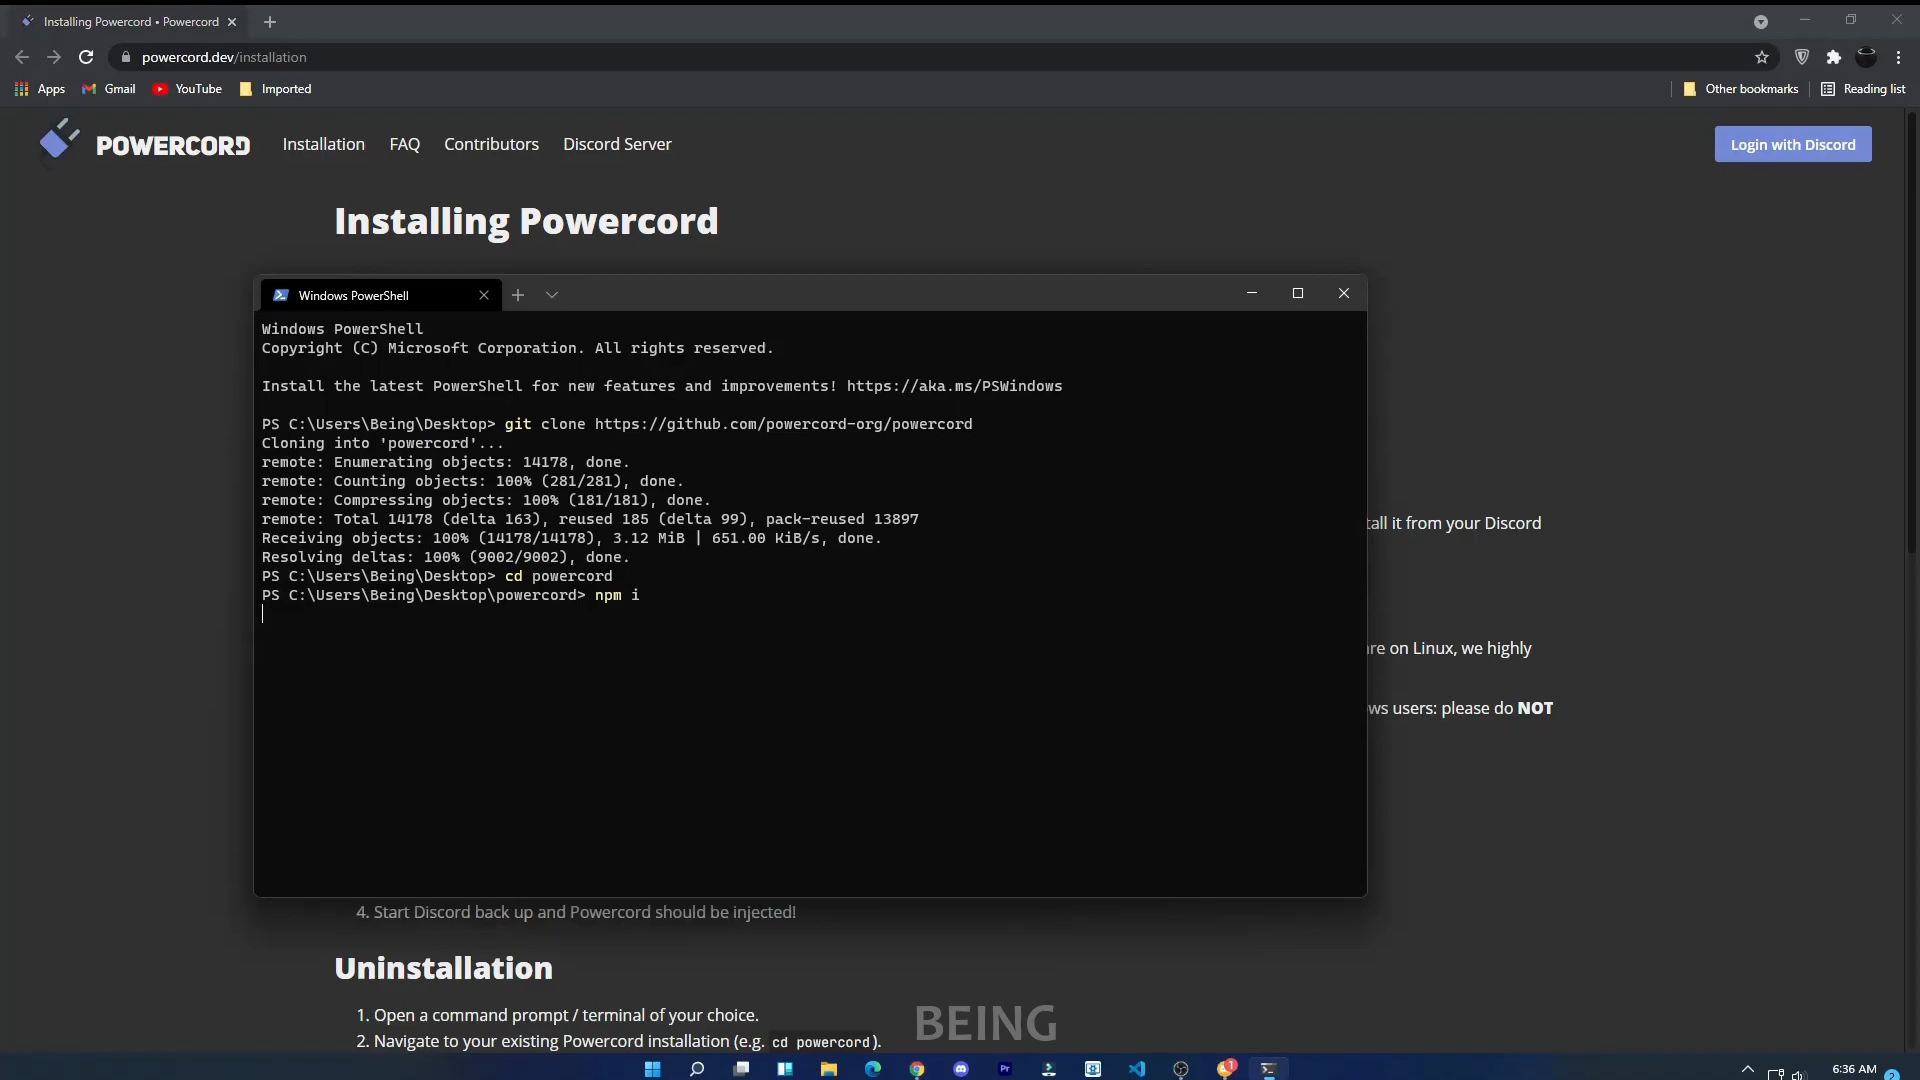 Installing Powercord • Powercord
powercord.dev/installation
Apps Gmail YouTube Imported Other bookmarks Reading list
POWERCORD Installation FAQ Contributors Discord Server Login with Discord
Installing Powercord
Windows PowerShell
Windows PowerShell
Copyright (C) Microsoft Corporation. All rights reserved.
Install the latest PowerShell for new features and improvements! https://aka.ms/PSWindows
PS C:\Users\Being\Desktop> git clone https://github.com/powercord-org/powercord
Cloning into 'powercord'...
remote: Enumerating objects: 14178, done.
remote: Counting objects: 100% (281/281), done.
remote: Compressing objects: 100% (181/181), done.
remote: Total 14178 (delta 163), reused 185 (delta 99), pack-reused 13897
Receiving objects: 100% (14178/14178), 3.12 MiB | 651.00 KiB/s, done.
Resolving deltas: 100% (9002/9002), done.
PS C:\Users\Being\Desktop> cd powercord
PS C:\Users\Being\Desktop\powercord> npm i
tall it from your Discord
re on Linux, we highly
ws users: please do NOT
4. Start Discord back up and Powercord should be injected!
Uninstallation
1. Open a command prompt / terminal of your choice.
2. Navigate to your existing Powercord installation (e.g. cd powercord).
BEING
Pr 1 6:36 AM 2